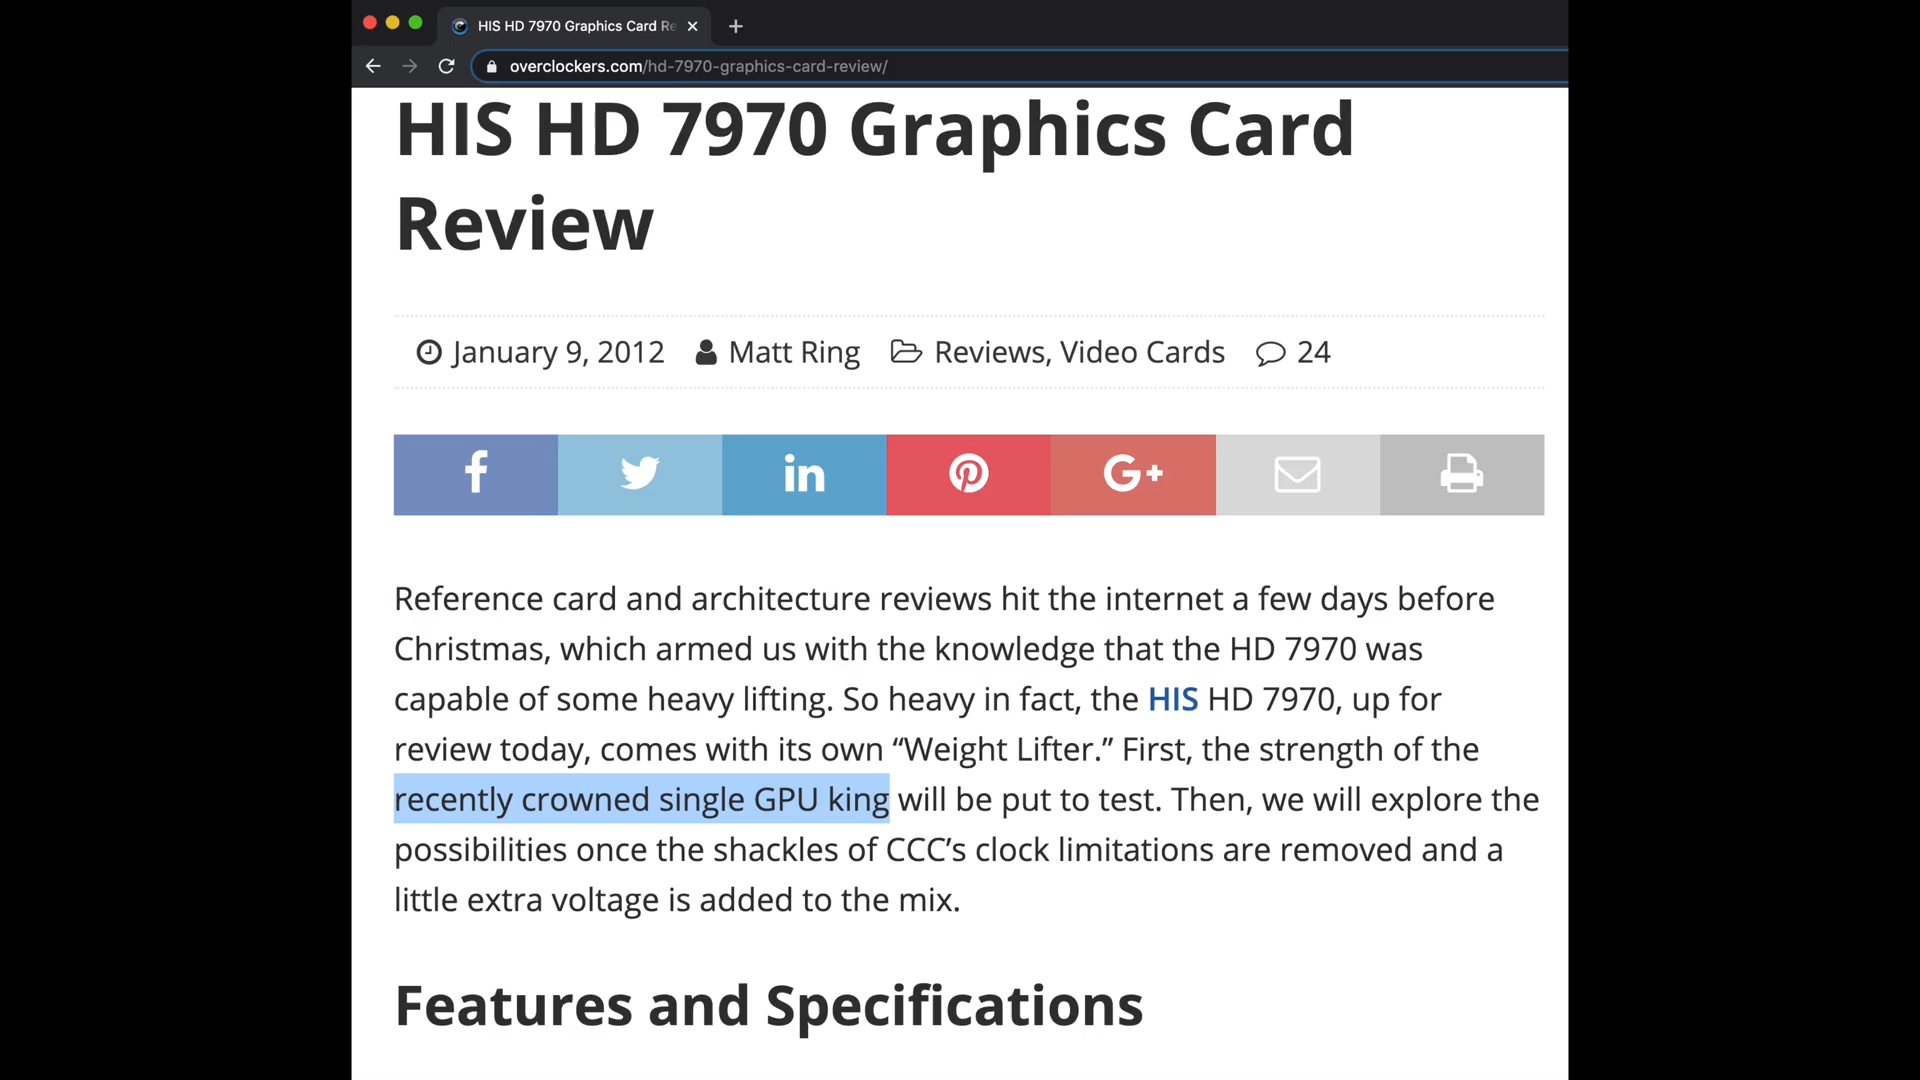 HIS HD 7970 Graphics Card Re
overclockers.com/hd-7970-graphics-card-review/
HIS HD 7970 Graphics Card
Review
January 9, 2012 Matt Ring Reviews, Video Cards 24
f in G+
Reference card and architecture reviews hit the internet a few days before
Christmas, which armed us with the knowledge that the HD 7970 was
capable of some heavy lifting. So heavy in fact, the HIS HD 7970, up for
review today, comes with its own “Weight Lifter.” First, the strength of the
recently crowned single GPU king will be put to test. Then, we will explore the
possibilities once the shackles of CCC’s clock limitations are removed and a
little extra voltage is added to the mix.
Features and Specifications